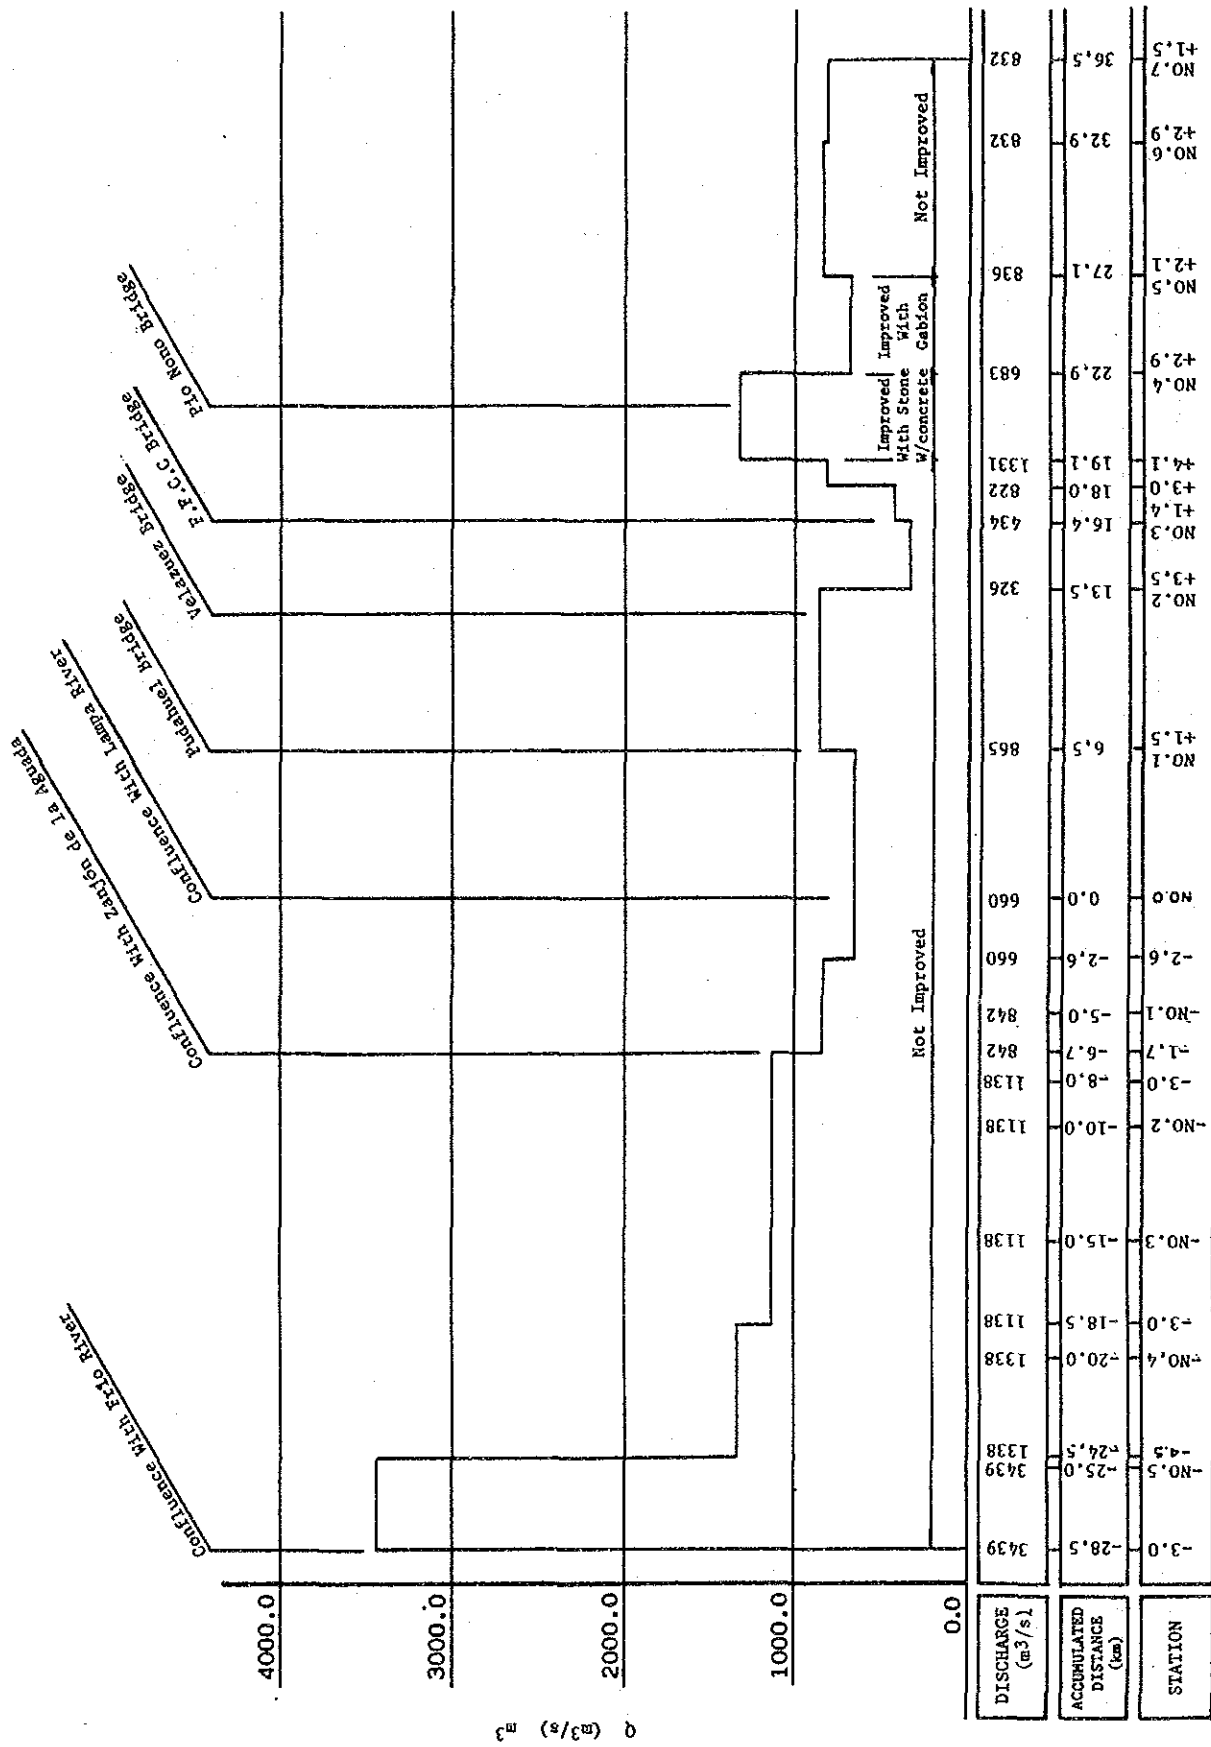 Confluence With Frio River
Confluence With Zanjón de la Aguada
Confluence With Lampa River
Pudahuel Bridge
Velazuez Bridge
F.F.C.C Bridge
Pio Nono Bridge
Q (m3/s) m³
4000.0
3000.0
2000.0
1000.0
0.0
Not Improved
Improved
With Stone
W/concrete
Improved
With
Gabion
Not Improved
DISCHARGE
(m3/s)
3439 3439 1338 1338 1138 1138 1138 1138 842 842 660 660 865 326 434 822 1331 683 836 832 832
ACCUMULATED
DISTANCE
(km)
-28,5 -25.0 -24,5 -20.0 -18,5 -15.0 -10.0 -8,0 -6.7 -5.0 -2,6 0.0 6,5 13,5 16.4 18.0 19.1 22,9 27.1 32.9 36,5
STATION
-3.0 -NO.5 -4.5 -NO,4 -3.0 -NO.3 -NO.2 -3.0 -1,7 -NO.1 -2,6 NO.0 NO.1 +1.5 NO.2 +3,5 NO.3 +1.4 +3.0 +4.1 NO.4 +2.9 NO,5 +2.1 NO.6 +2,9 NO.7 +1,5